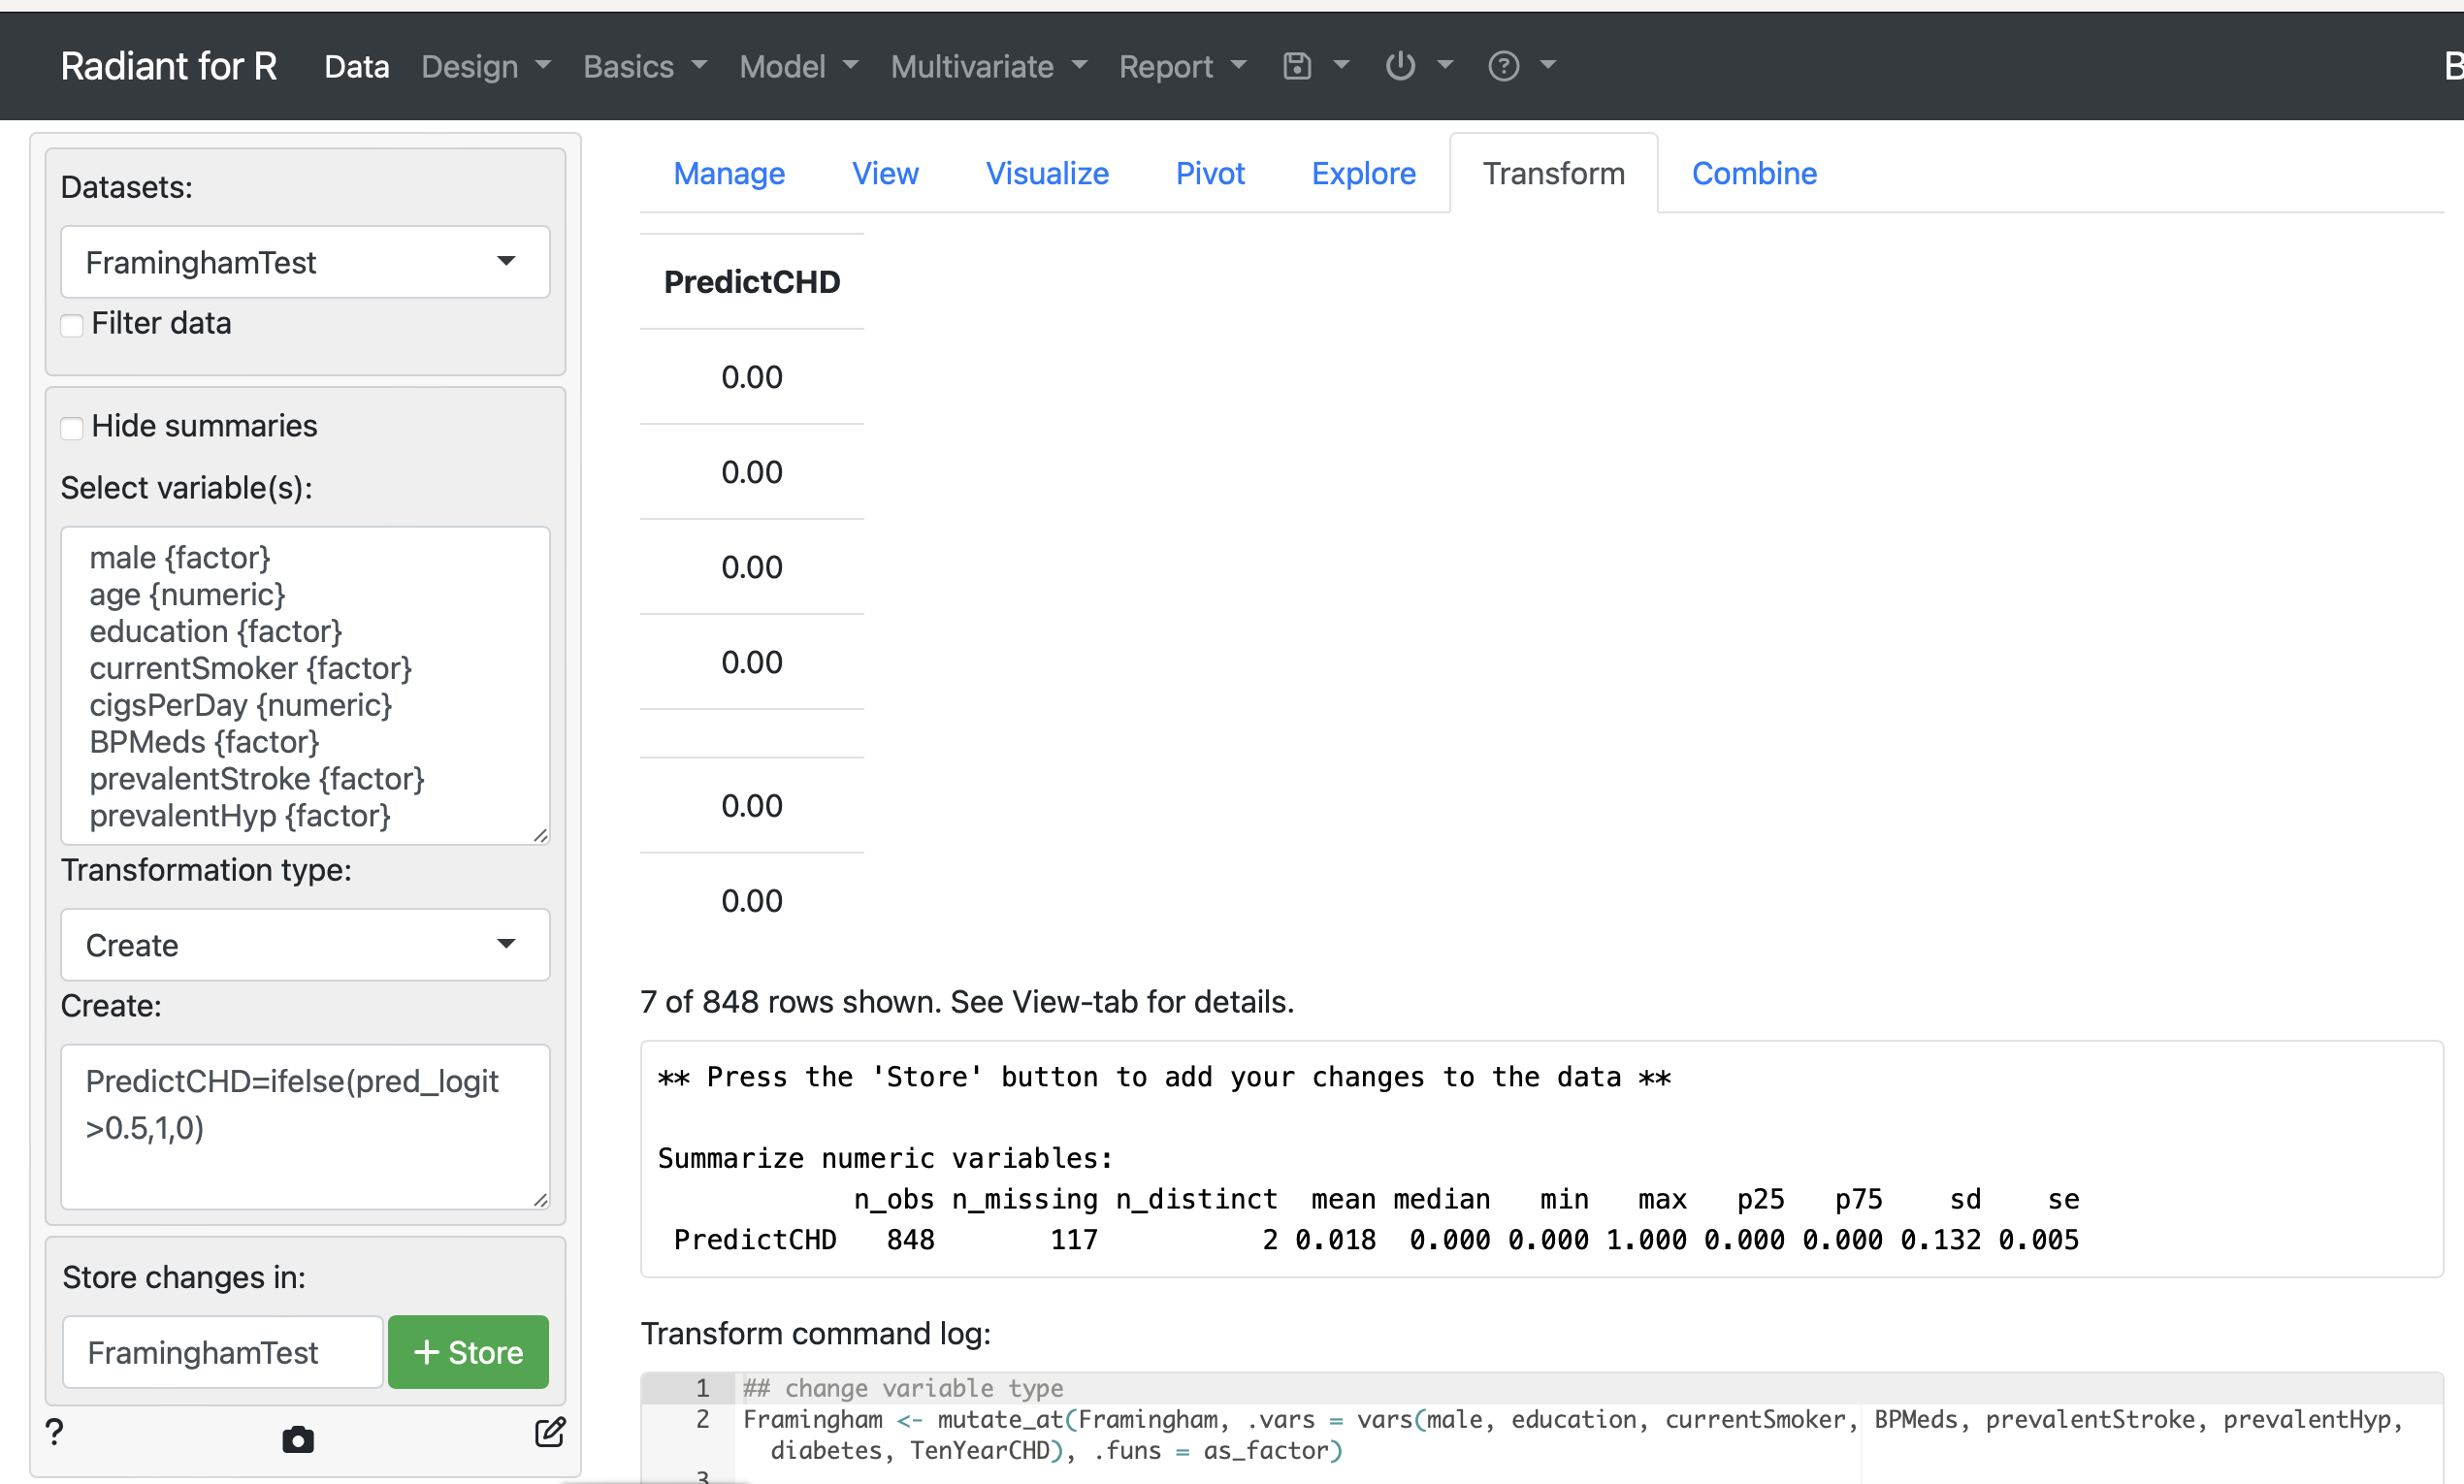 Radiant for R Data Design Basics Model Multivariate Report
Datasets:
FraminghamTest
Filter data
Hide summaries
Select variable(s):
male {factor}
age {numeric}
education {factor}
currentSmoker {factor}
cigsPerDay {numeric}
BPMeds {factor}
prevalentStroke {factor}
prevalentHyp {factor}
Transformation type:
Create
Create:
PredictCHD=ifelse(pred_logit
>0.5,1,0)
Store changes in:
FraminghamTest + Store
?
Manage View Visualize Pivot Explore Transform Combine
PredictCHD
0.00
0.00
0.00
0.00
0.00
0.00
7 of 848 rows shown. See View-tab for details.
** Press the 'Store' button to add your changes to the data **
Summarize numeric variables:
n_obs n_missing n_distinct mean median min max p25 p75 sd se
PredictCHD 848 117 2 0.018 0.000 0.000 1.000 0.000 0.000 0.132 0.005
Transform command log:
1 ## change variable type
2 Framingham <- mutate_at(Framingham, .vars = vars(male, education, currentSmoker, BPMeds, prevalentStroke, prevalentHyp,
diabetes, TenYearCHD), .funs = as_factor)
3